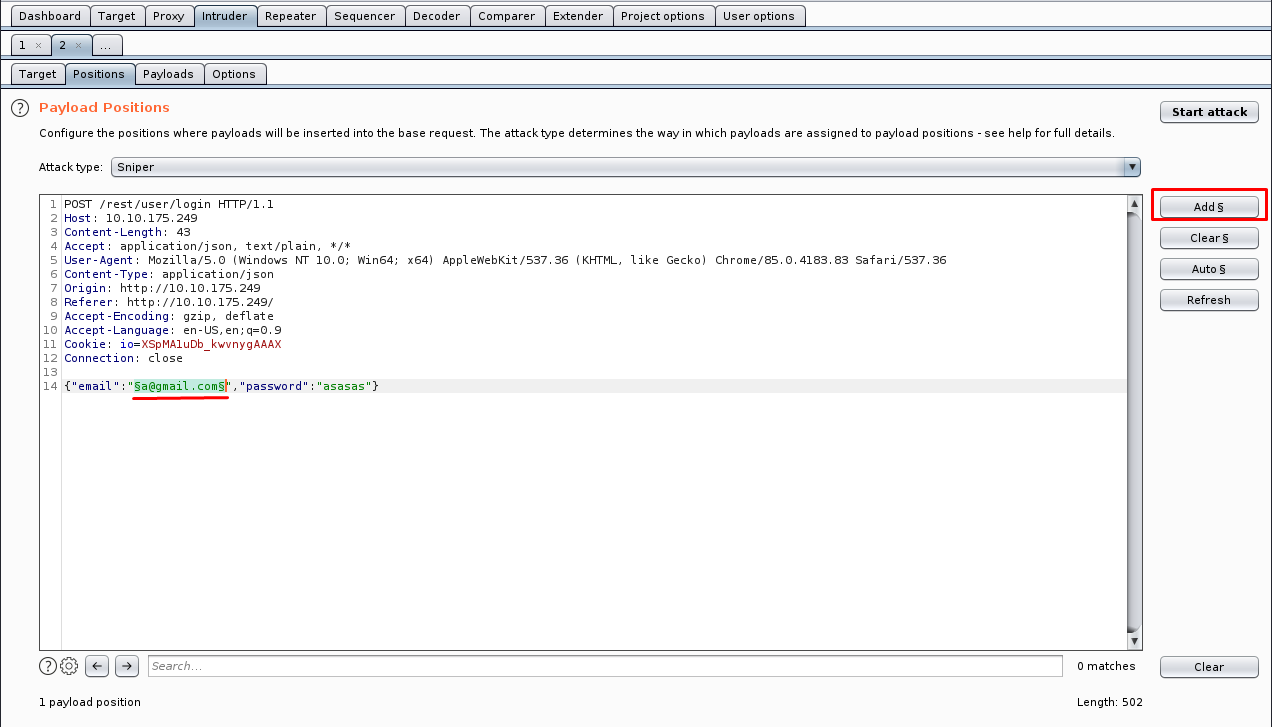 Dashboard Target Proxy Intruder Repeater Sequencer Decoder Comparer Extender Project options User options
1 × 2 × ...
Target Positions Payloads Options
? Payload Positions
Start attack
Configure the positions where payloads will be inserted into the base request. The attack type determines the way in which payloads are assigned to payload positions - see help for full details.
Attack type: Sniper
1 POST /rest/user/login HTTP/1.1
2 Host: 10.10.175.249
3 Content-Length: 43
4 Accept: application/json, text/plain, */*
5 User-Agent: Mozilla/5.0 (Windows NT 10.0; Win64; x64) AppleWebKit/537.36 (KHTML, like Gecko) Chrome/85.0.4183.83 Safari/537.36
6 Content-Type: application/json
7 Origin: http://10.10.175.249
8 Referer: http://10.10.175.249/
9 Accept-Encoding: gzip, deflate
10 Accept-Language: en-US,en;q=0.9
11 Cookie: io=XSpMA1uDb_kwvnygAAAX
12 Connection: close
13
14 {"email":"§a@gmail.com§","password":"asasas"}
Add §
Clear §
Auto §
Refresh
? ← → Search... 0 matches Clear
1 payload position Length: 502